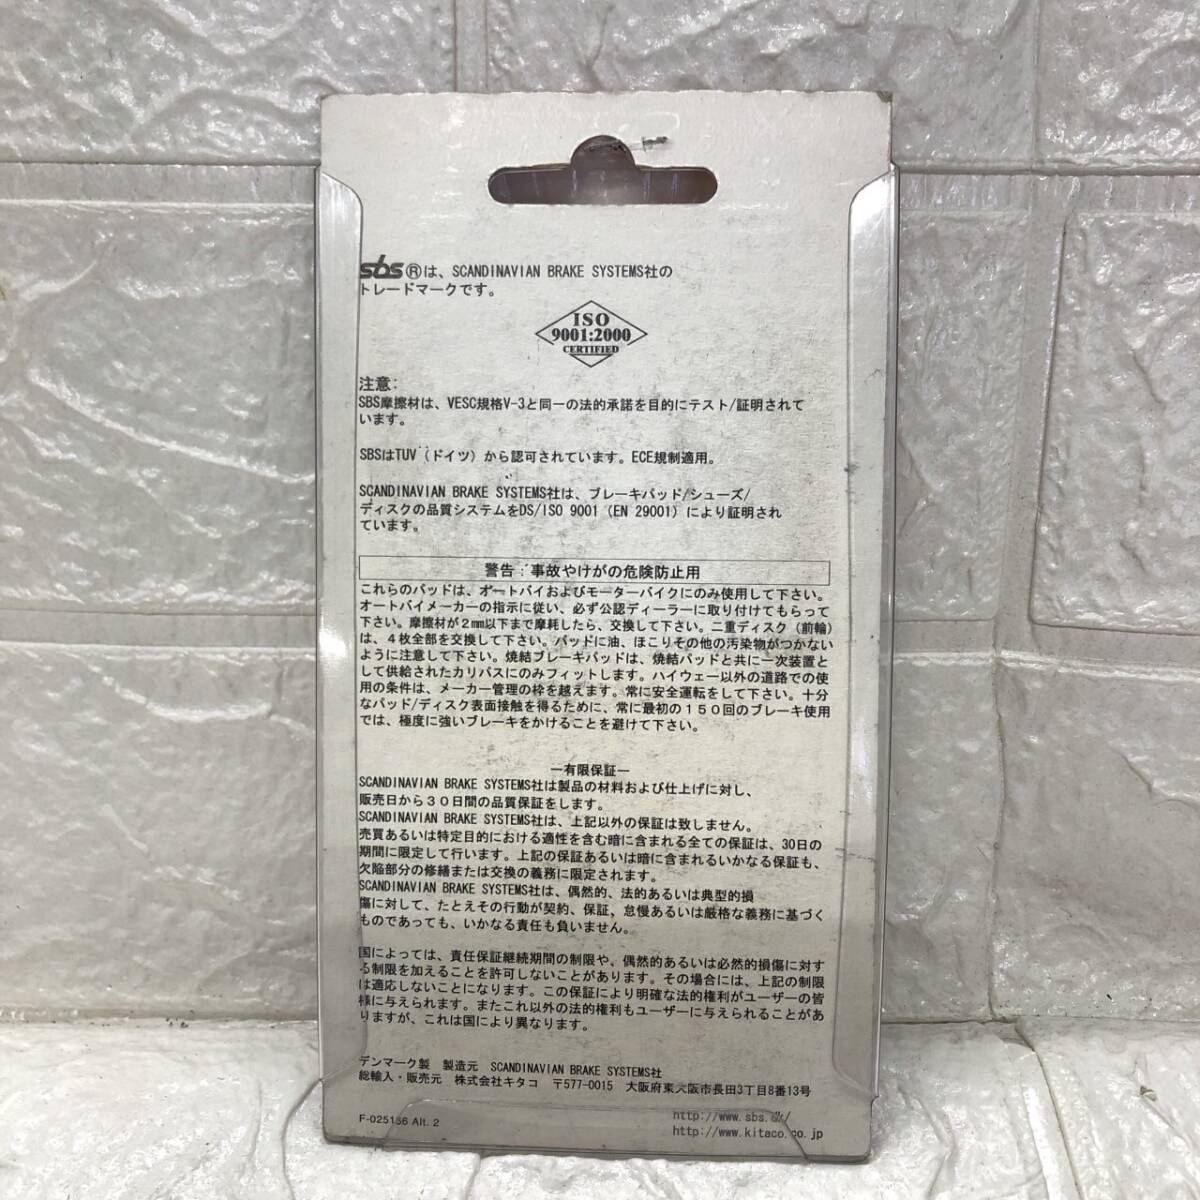 sbs®は、SCANDINAVIAN BRAKE SYSTEMS社の
トレードマークです。
ISO
9001:2000
CERTIFIED
注意:
SBS摩擦材は、VESC規格V-3と同一の法的承諾を目的にテスト/証明されて
います。
SBSはTUV（ドイツ）から認可されています。ECE規制適用。
SCANDINAVIAN BRAKE SYSTEMS社は、ブレーキパッド/シューズ/
ディスクの品質システムをDS/ISO 9001（EN 29001）により証明され
ています。
警告:事故やけがの危険防止用
これらのパッドは、オートバイおよびモーターバイクにのみ使用して下さい。
オートバイメーカーの指示に従い、必ず公認ディーラーに取り付けてもらって
下さい。摩擦材が２㎜以下まで摩耗したら、交換して下さい。二重ディスク（前輪）
は、４枚全部を交換して下さい。パッドに油、ほこりその他の汚染物がつかない
ように注意して下さい。焼結ブレーキパッドは、焼結パッドと共に一次装置と
して供給されたカリパスにのみフィットします。ハイウェー以外の道路での使
用の条件は、メーカー管理の枠を越えます。常に安全運転をして下さい。十分
なパッド/ディスク表面接触を得るために、常に最初の１５０回のブレーキ使用
では、極度に強いブレーキをかけることを避けて下さい。
―有限保証―
SCANDINAVIAN BRAKE SYSTEMS社は製品の材料および仕上げに対し、
販売日から３０日間の品質保証をします。
SCANDINAVIAN BRAKE SYSTEMS社は、上記以外の保証は致しません。
売買あるいは特定目的における適性を含む暗に含まれる全ての保証は、30日の
期間に限定して行います。上記の保証あるいは暗に含まれるいかなる保証も、
欠陥部分の修繕または交換の義務に限定されます。
SCANDINAVIAN BRAKE SYSTEMS社は、偶然的、法的あるいは典型的損
傷に対して、たとえその行動が契約、保証、怠慢あるいは厳格な義務に基づく
ものであっても、いかなる責任も負いません。
国によっては、責任保証継続期間の制限や、偶然的あるいは必然的損傷に対す
る制限を加えることを許可しないことがあります。その場合には、上記の制限
は適応しないことになります。この保証により明確な法的権利がユーザーの皆
様に与えられます。またこれ以外の法的権利もユーザーに与えられることがあ
りますが、これは国により異なります。
デンマーク製 製造元 SCANDINAVIAN BRAKE SYSTEMS社
総輸入・販売元 株式会社キタコ 〒577-0015 大阪府東大阪市長田3丁目8番13号
F-025136 Alt. 2
http://www.sbs.dk/
http://www.kitaco.co.jp